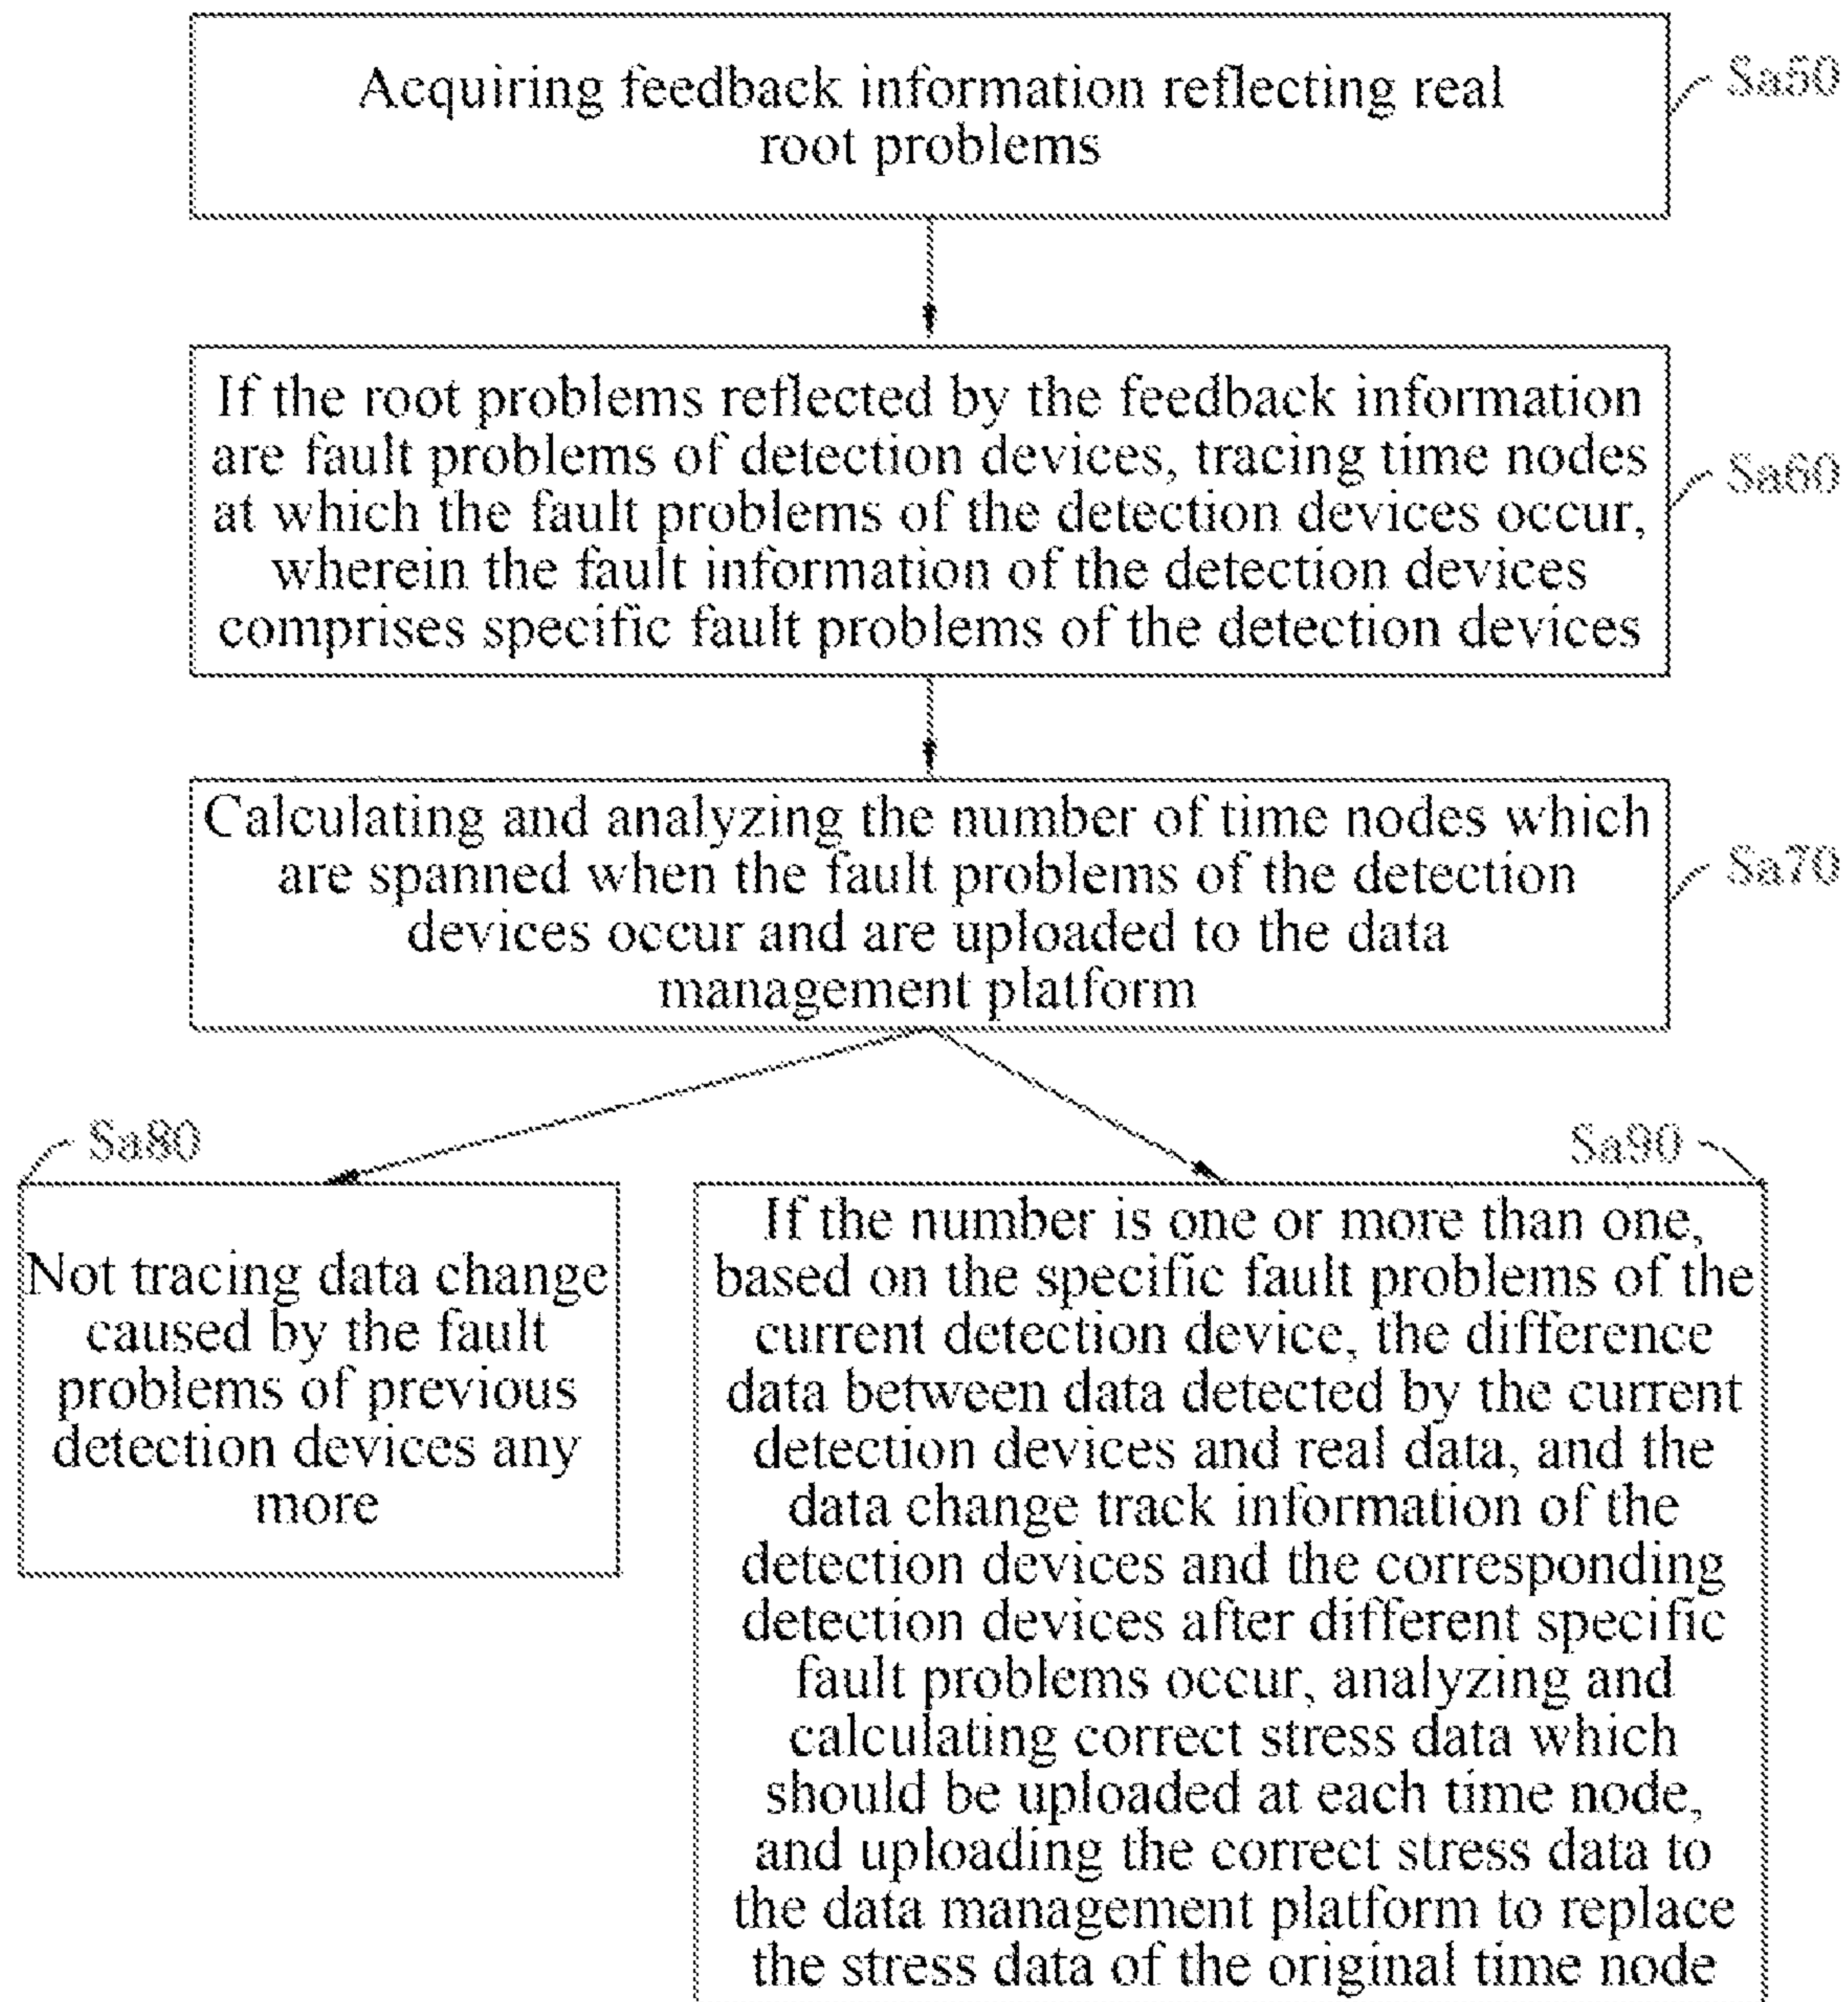 Acquiring feedback information reflecting real
root problems
Sa50
If the root problems reflected by the feedback information
are fault problems of detection devices, tracing time nodes
at which the fault problems of the detection devices occur,
wherein the fault information of the detection devices
comprises specific fault problems of the detection devices
Sa60
Calculating and analyzing the number of time nodes which
are spanned when the fault problems of the detection
devices occur and are uploaded to the data
management platform
Sa70
Sa80
Not tracing data change
caused by the fault
problems of previous
detection devices any
more
Sa90
If the number is one or more than one,
based on the specific fault problems of the
current detection device, the difference
data between data detected by the current
detection devices and real data, and the
data change track information of the
detection devices and the corresponding
detection devices after different specific
fault problems occur, analyzing and
calculating correct stress data which
should be uploaded at each time node,
and uploading the correct stress data to
the data management platform to replace
the stress data of the original time node